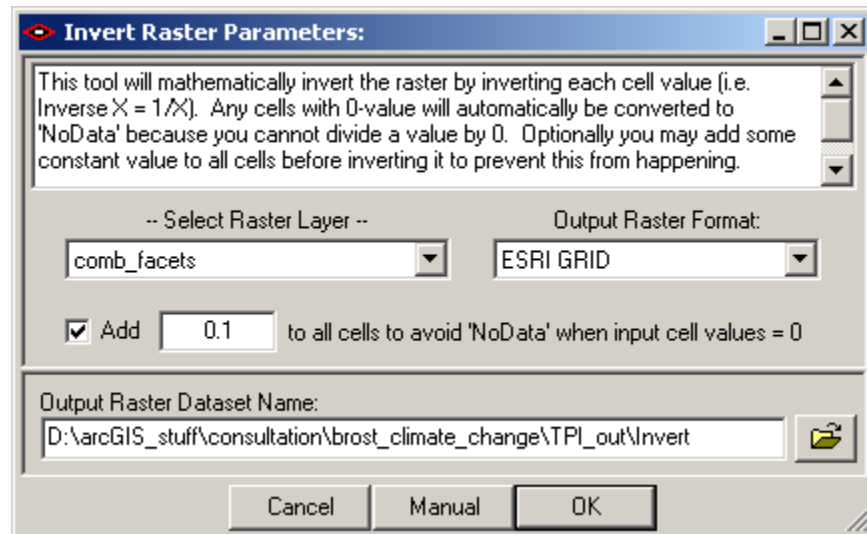 Invert Raster Parameters:
This tool will mathematically invert the raster by inverting each cell value (i.e.
Inverse X = 1/X). Any cells with 0-value will automatically be converted to
'NoData' because you cannot divide a value by 0. Optionally you may add some
constant value to all cells before inverting it to prevent this from happening.
-- Select Raster Layer --
Output Raster Format:
comb_facets
ESRI GRID
Add 0.1 to all cells to avoid 'NoData' when input cell values = 0
Output Raster Dataset Name:
D:\arcGIS_stuff\consultation\brost_climate_change\TPI_out\Invert
Cancel Manual OK